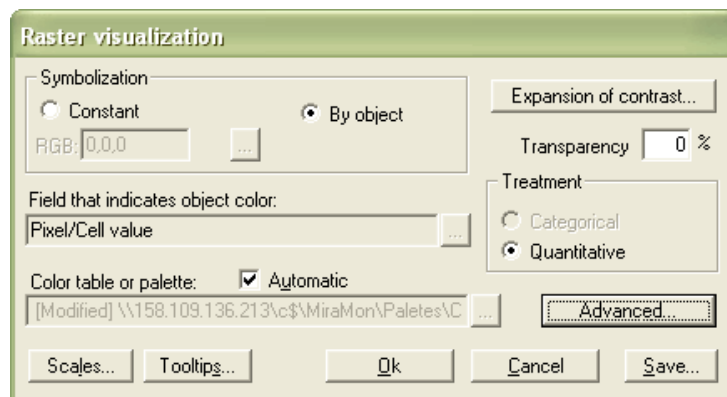 Raster visualization
Symbolization
Constant
By object
RGB: 0,0,0
...
Expansion of contrast...
Transparency 0 %
Field that indicates object color:
Pixel/Cell value
...
Treatment
Categorical
Quantitative
Color table or palette:
Automatic
[Modified] \\158.109.136.213\c$\MiraMon\Paletes\C
...
Advanced...
Scales...
Tooltips...
Ok
Cancel
Save...